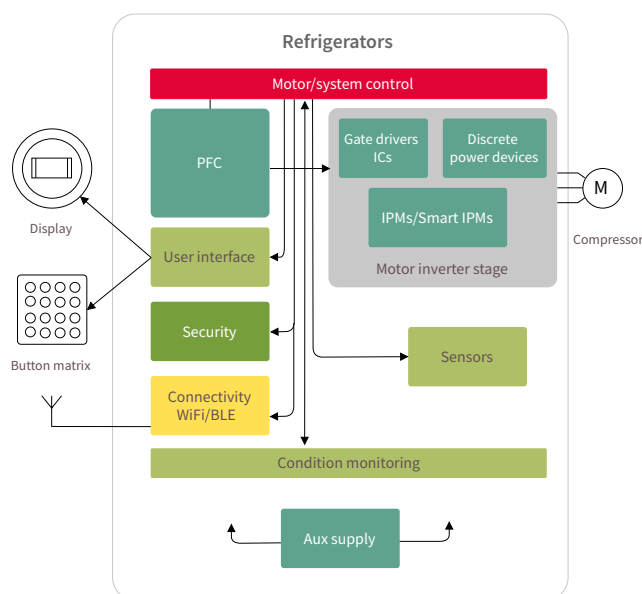 Refrigerators
Motor/system control
PFC
Gate drivers
ICs
Discrete
power devices
IPMs/Smart IPMs
Motor inverter stage
M
Compressor
Display
User interface
Button matrix
Security
Sensors
Connectivity
WiFi/BLE
Condition monitoring
Aux supply